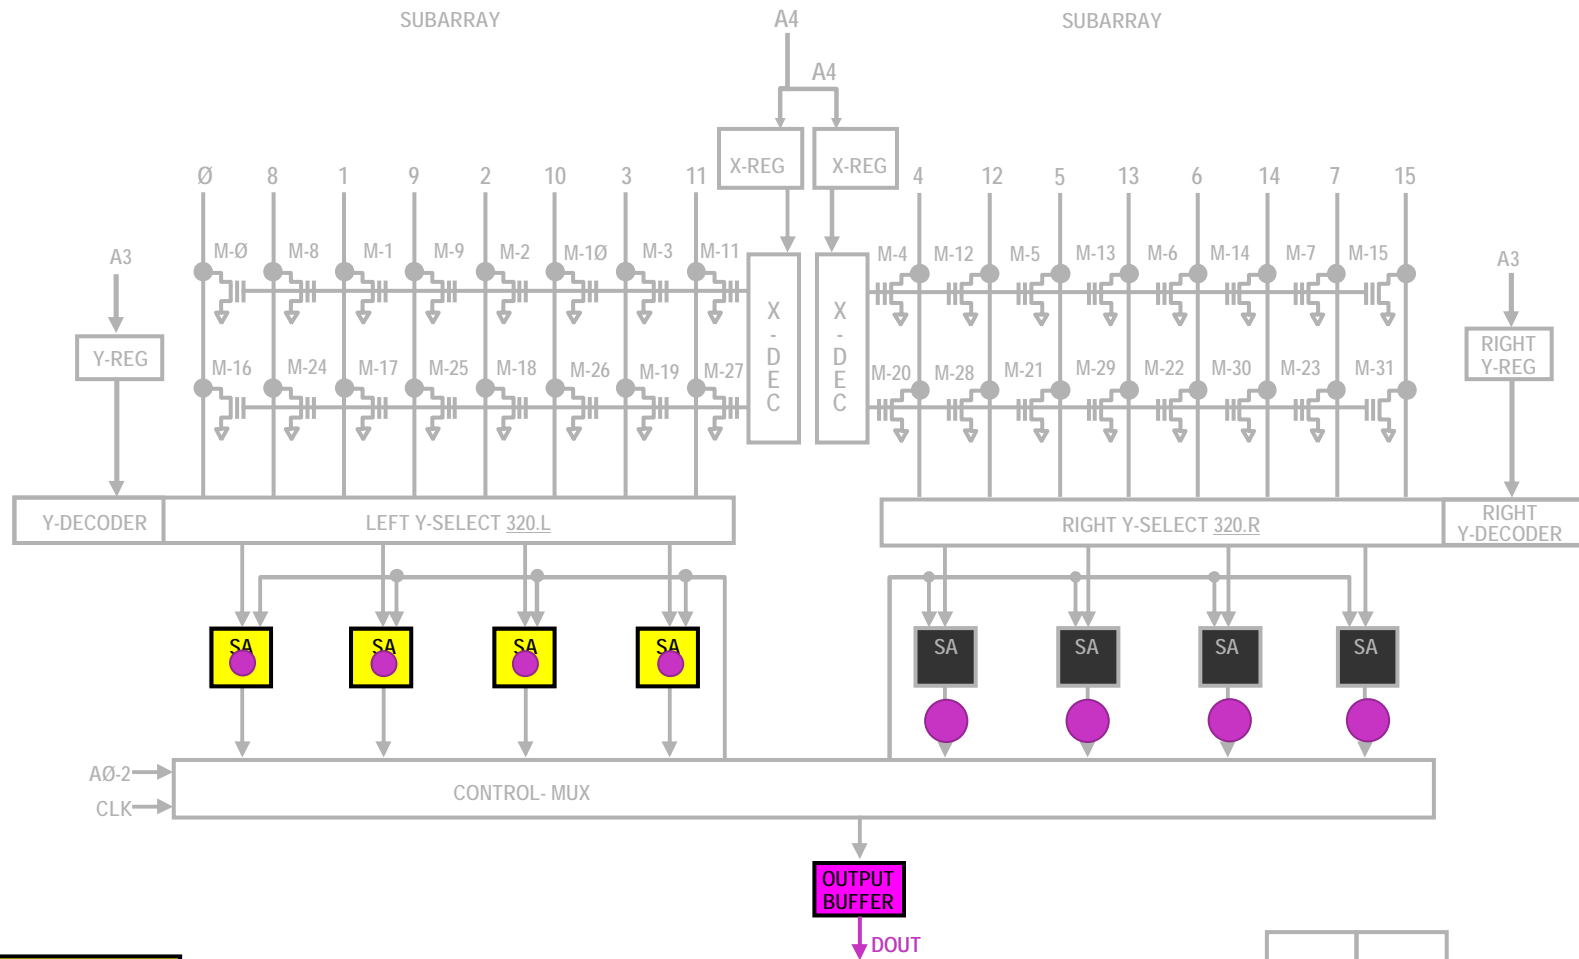 SUBARRAY A4 SUBARRAY
A4
X-REG X-REG
Ø 8 1 9 2 10 3 11 4 12 5 13 6 14 7 15
M-Ø M-8 M-1 M-9 M-2 M-1Ø M-3 M-11 M-4 M-12 M-5 M-13 M-6 M-14 M-7 M-15
A3 A3
X-DEC X-DEC
Y-REG RIGHT
Y-REG
M-16 M-24 M-17 M-25 M-18 M-26 M-19 M-27 M-20 M-28 M-21 M-29 M-22 M-30 M-23 M-31
Y-DECODER LEFT Y-SELECT 320.L RIGHT Y-SELECT 320.R RIGHT
Y-DECODER
SA SA SA SA SA SA SA SA
AØ-2
CONTROL- MUX
CLK
OUTPUT
BUFFER
DOUT